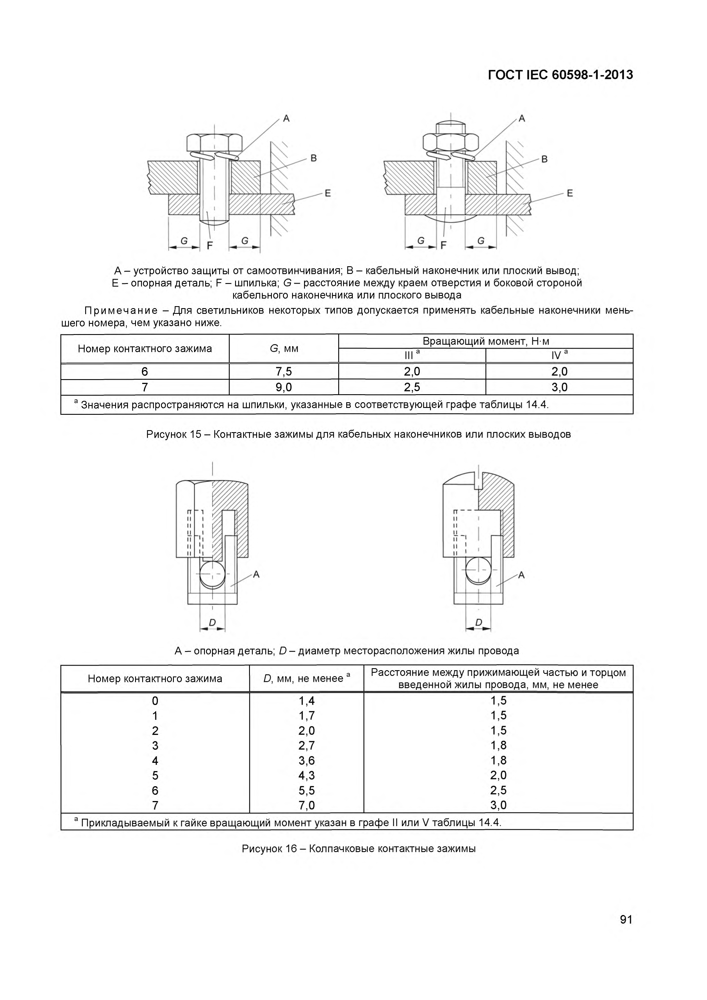 ГОСТ IEC 60598-1-2013
A
A
B
B
E
E
G
F
G
G
F
G
A – устройство защиты от самоотвинчивания; B – кабельный наконечник или плоский вывод;
E – опорная деталь; F – шпилька; G – расстояние между краем отверстия и боковой стороной
кабельного наконечника или плоского вывода
Примечание – Для светильников некоторых типов допускается применять кабельные наконечники мень-
шего номера, чем указано ниже.
Номер контактного зажима G, мм Вращающий момент, Н·м
III a IV a
6 7,5 2,0 2,0
7 9,0 2,5 3,0
a Значения распространяются на шпильки, указанные в соответствующей графе таблицы 14.4.
Рисунок 15 – Контактные зажимы для кабельных наконечников или плоских выводов
A
A
D
D
A – опорная деталь; D – диаметр месторасположения жилы провода
Номер контактного зажима D, мм, не менее a Расстояние между прижимающей частью и торцом
введенной жилы провода, мм, не менее
0 1,4 1,5
1 1,7 1,5
2 2,0 1,5
3 2,7 1,8
4 3,6 1,8
5 4,3 2,0
6 5,5 2,5
7 7,0 3,0
a Прикладываемый к гайке вращающий момент указан в графе II или V таблицы 14.4.
Рисунок 16 – Колпачковые контактные зажимы
91